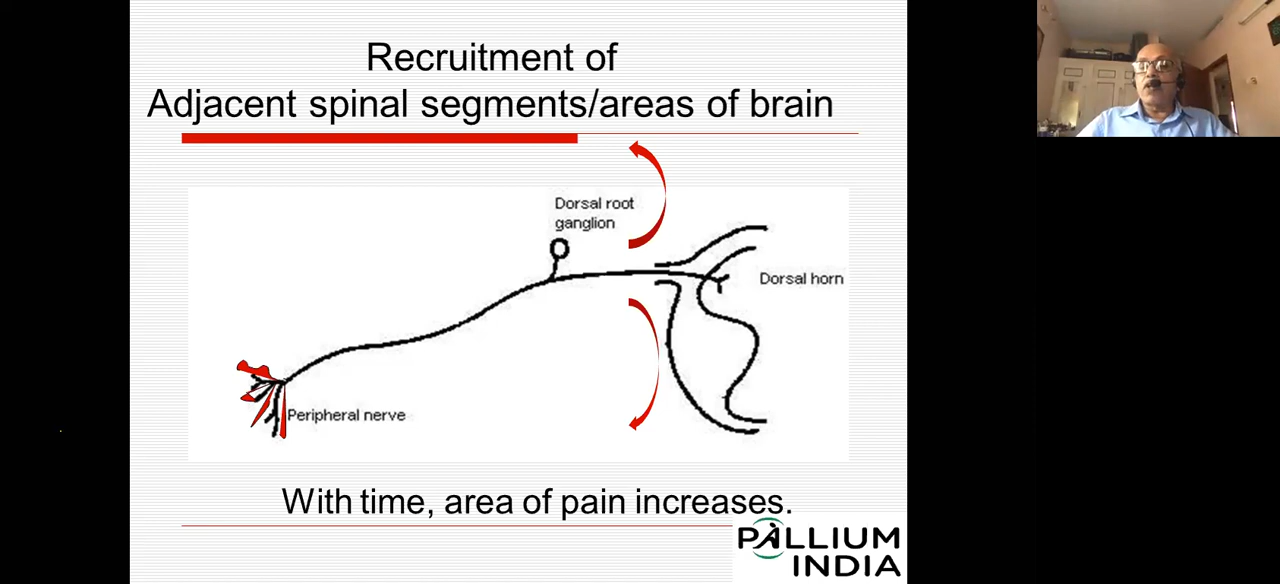 Recruitment of
Adjacent spinal segments/areas of brain
Dorsal root
ganglion
Dorsal horn
Peripheral nerve
With time, area of pain increases.
PALLIUM
INDIA